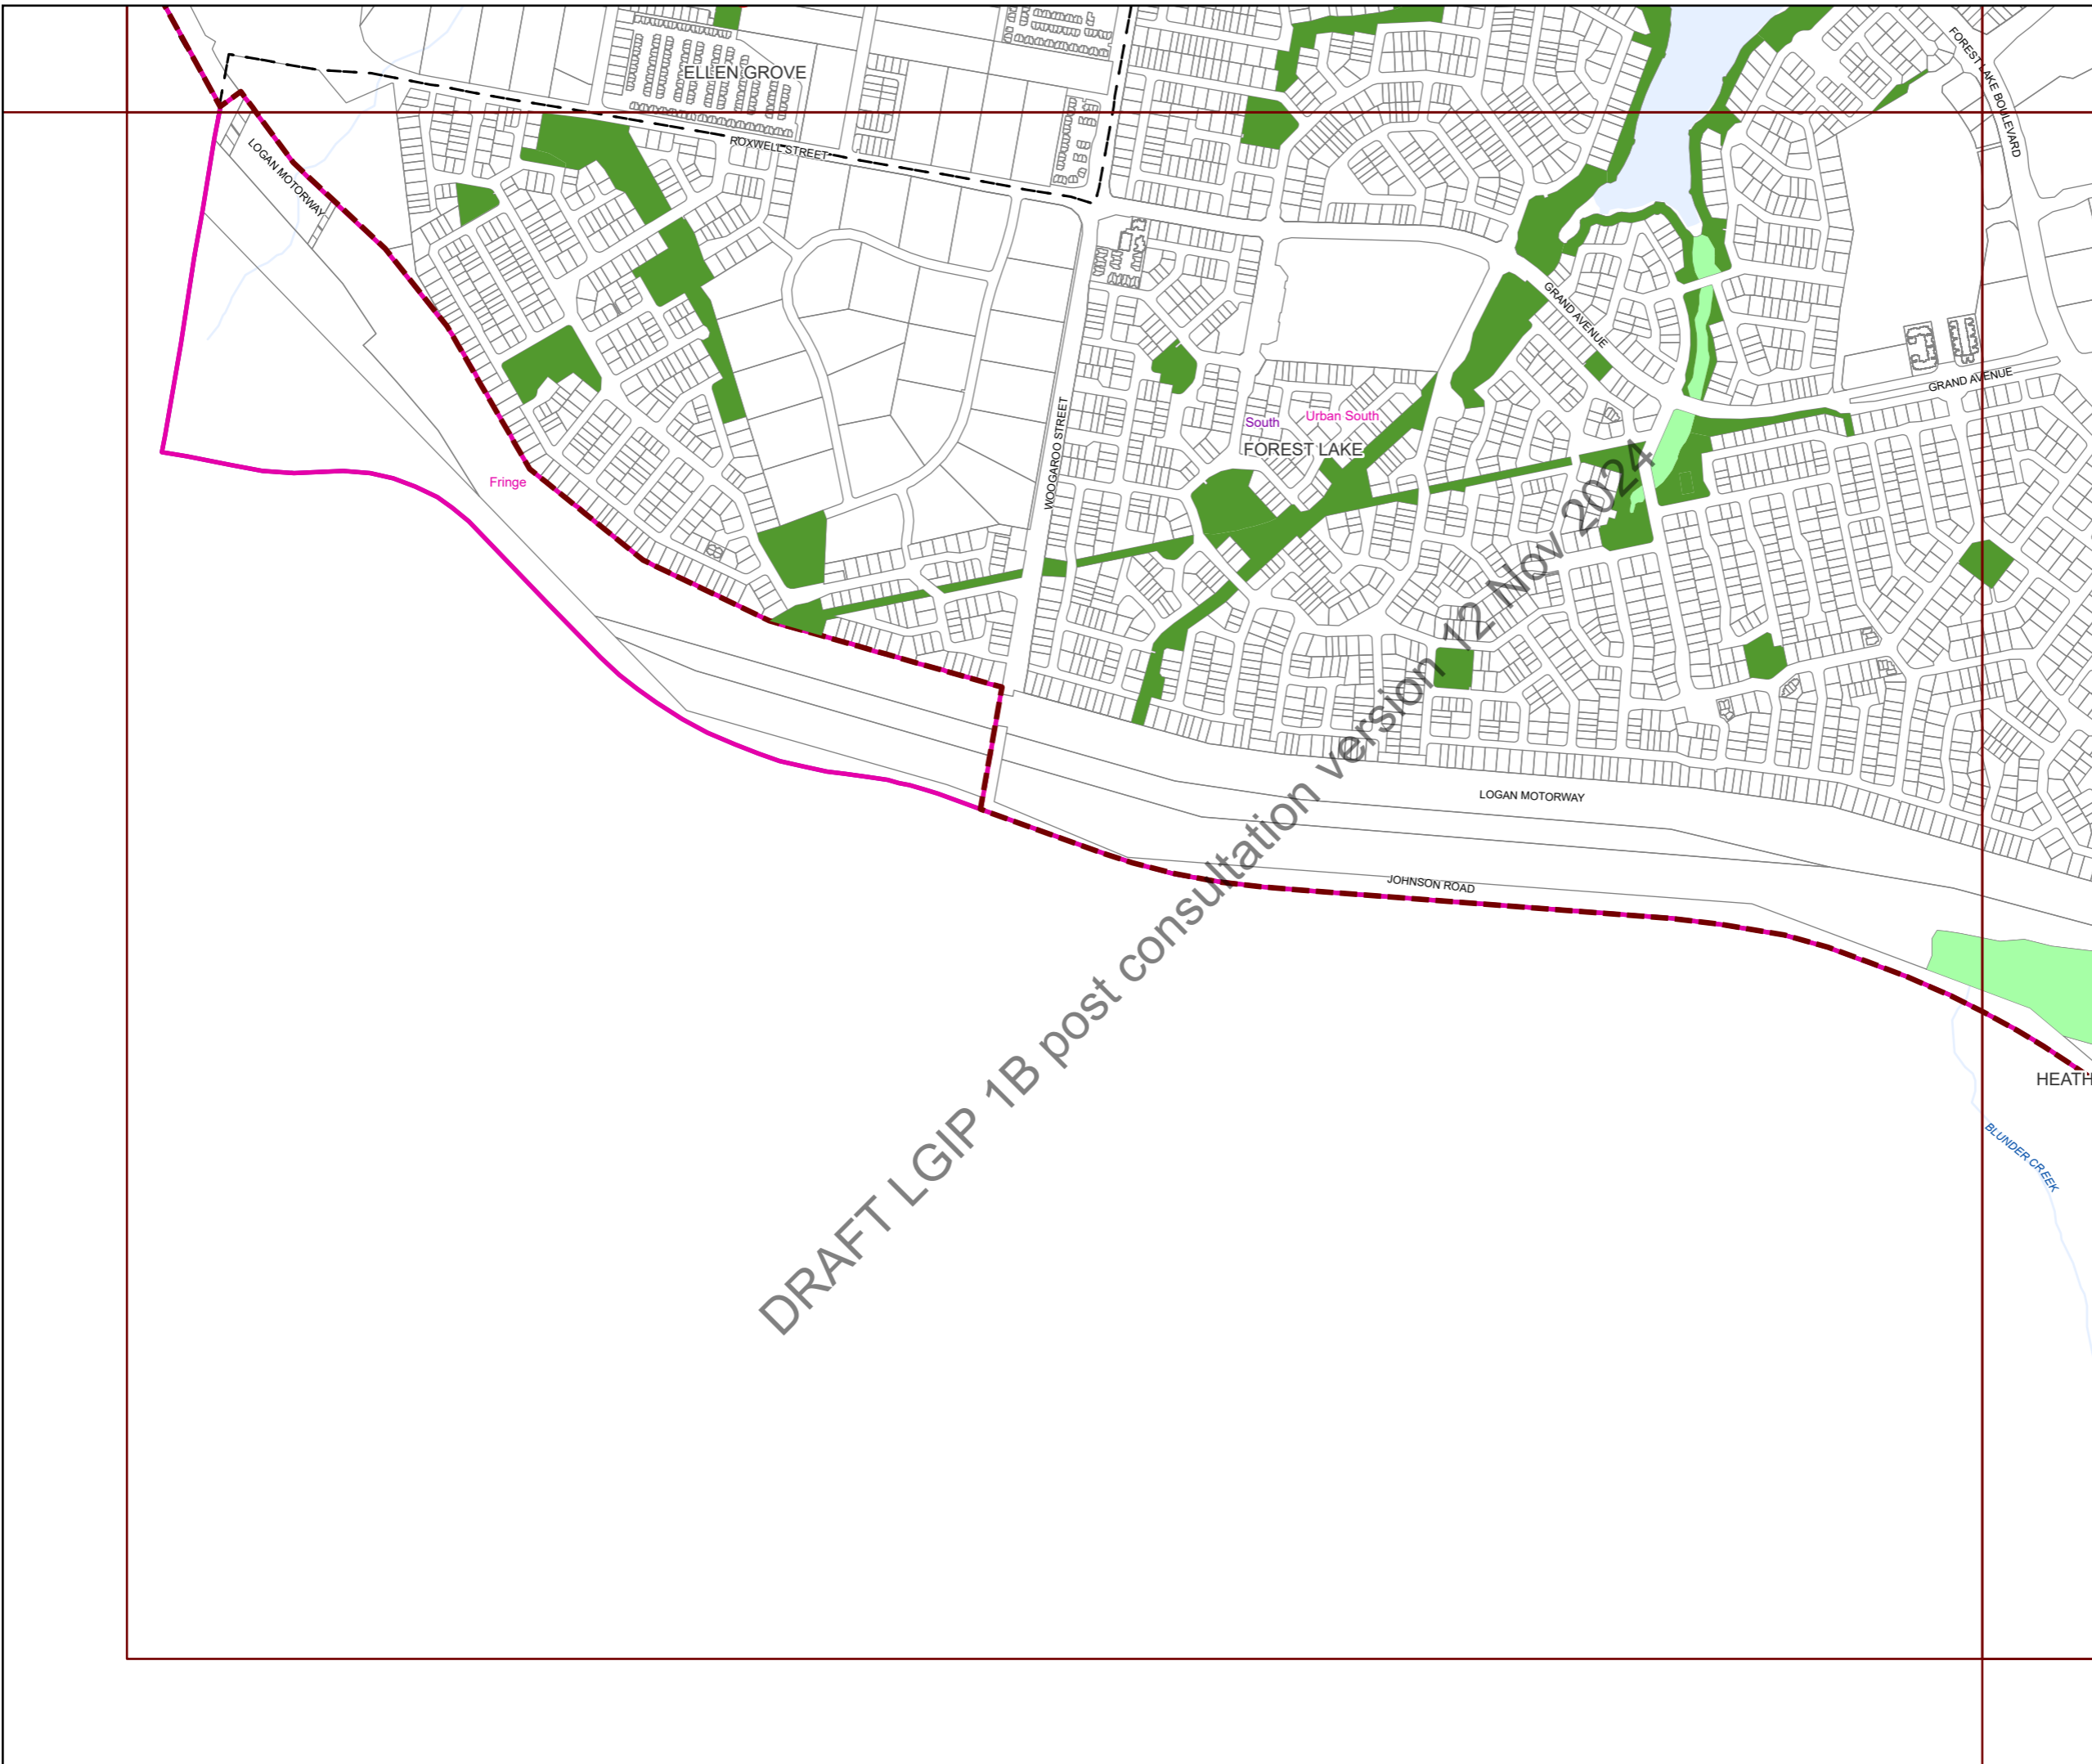 FOREST LAKE BOULEVARD
ELLEN GROVE
ROXWELL STREET
LOGAN MOTORWAY
GRAND AVENUE
GRAND AVENUE
WOOGAROO STREET
South
Urban South
FOREST LAKE
Fringe
DRAFT LGIP 1B post consultation version 12 Nov 2024
LOGAN MOTORWAY
JOHNSON ROAD
HEATH
BLUNDER CREEK